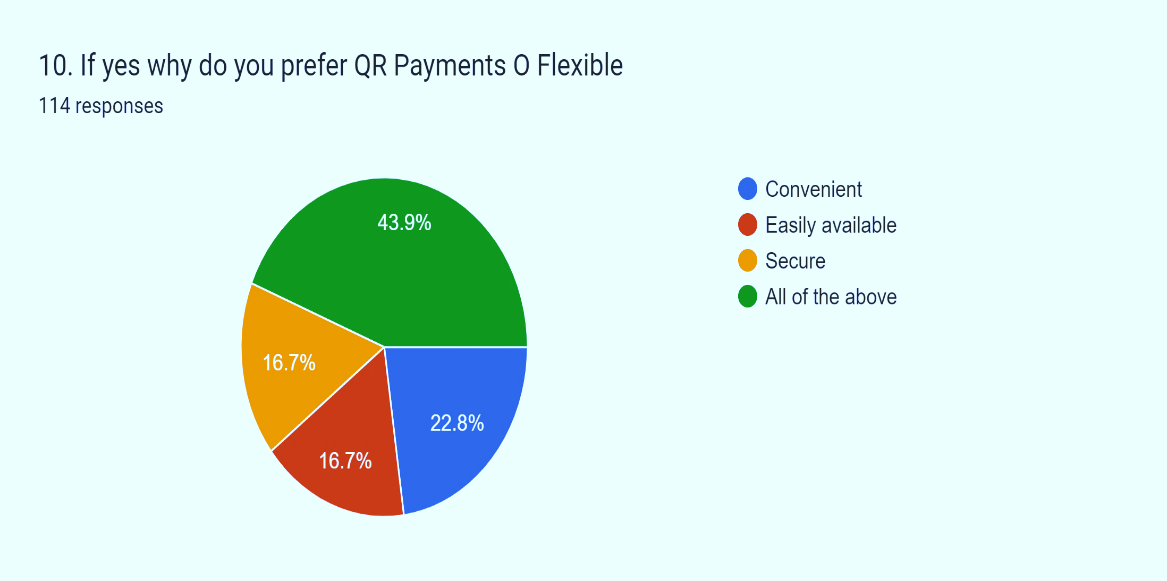 10. If yes why do you prefer QR Payments O Flexible
114 responses
43.9%
16.7%
16.7%
22.8%
Convenient
Easily available
Secure
All of the above